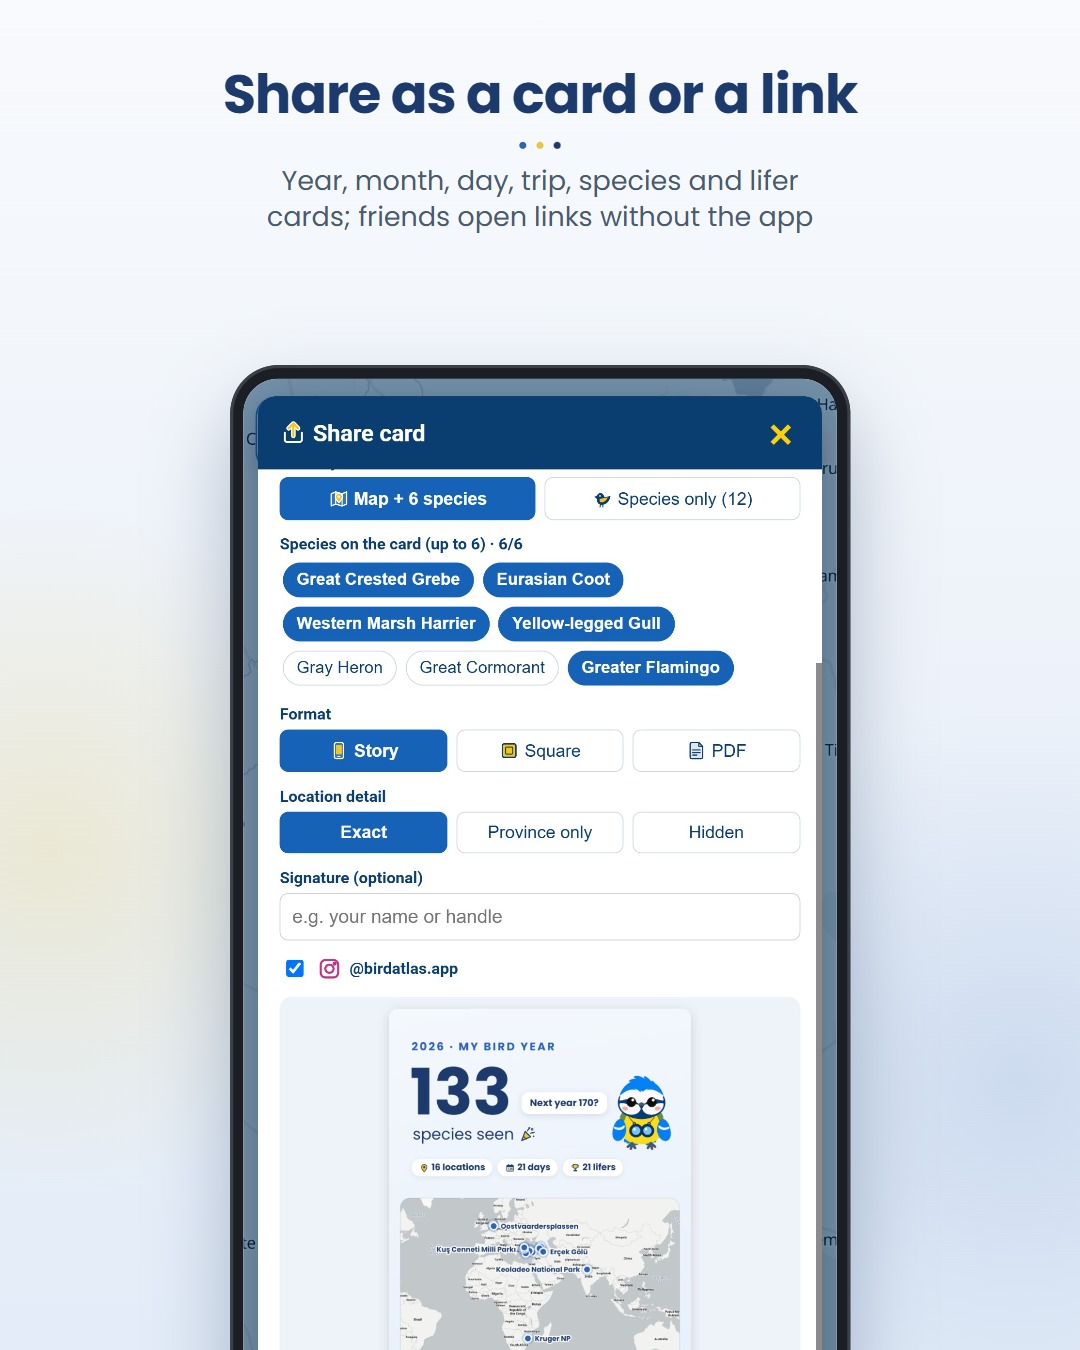 Share as a card or a link
Year, month, day, trip, species and lifer
cards; friends open links without the app
Share card
Map + 6 species
Species only (12)
Species on the card (up to 6) · 6/6
Great Crested Grebe
Eurasian Coot
Western Marsh Harrier
Yellow-legged Gull
Gray Heron
Great Cormorant
Greater Flamingo
Format
Story
Square
PDF
Location detail
Exact
Province only
Hidden
Signature (optional)
e.g. your name or handle
@birdatlas.app
2026 · MY BIRD YEAR
133
Next year 170?
species seen
16 locations
21 days
21 lifers
Oostvaardersplassen
Kuş Cenneti Milli Parkı
Erçek Gölü
Keoladeo National Park
Kruger NP